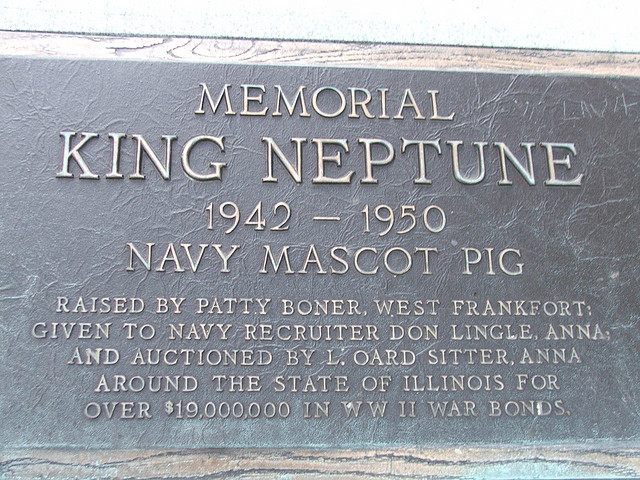 MEMORIAL
KING NEPTUNE
1942 — 1950
NAVY MASCOT PIG
RAISED BY PATTY BONER, WEST FRANKFORT;
GIVEN TO NAVY RECRUITER DON LINGLE, ANNA;
AND AUCTIONED BY L. OARD SITTER, ANNA
AROUND THE STATE OF ILLINOIS FOR
OVER $19,000,000 IN WW II WAR BONDS.